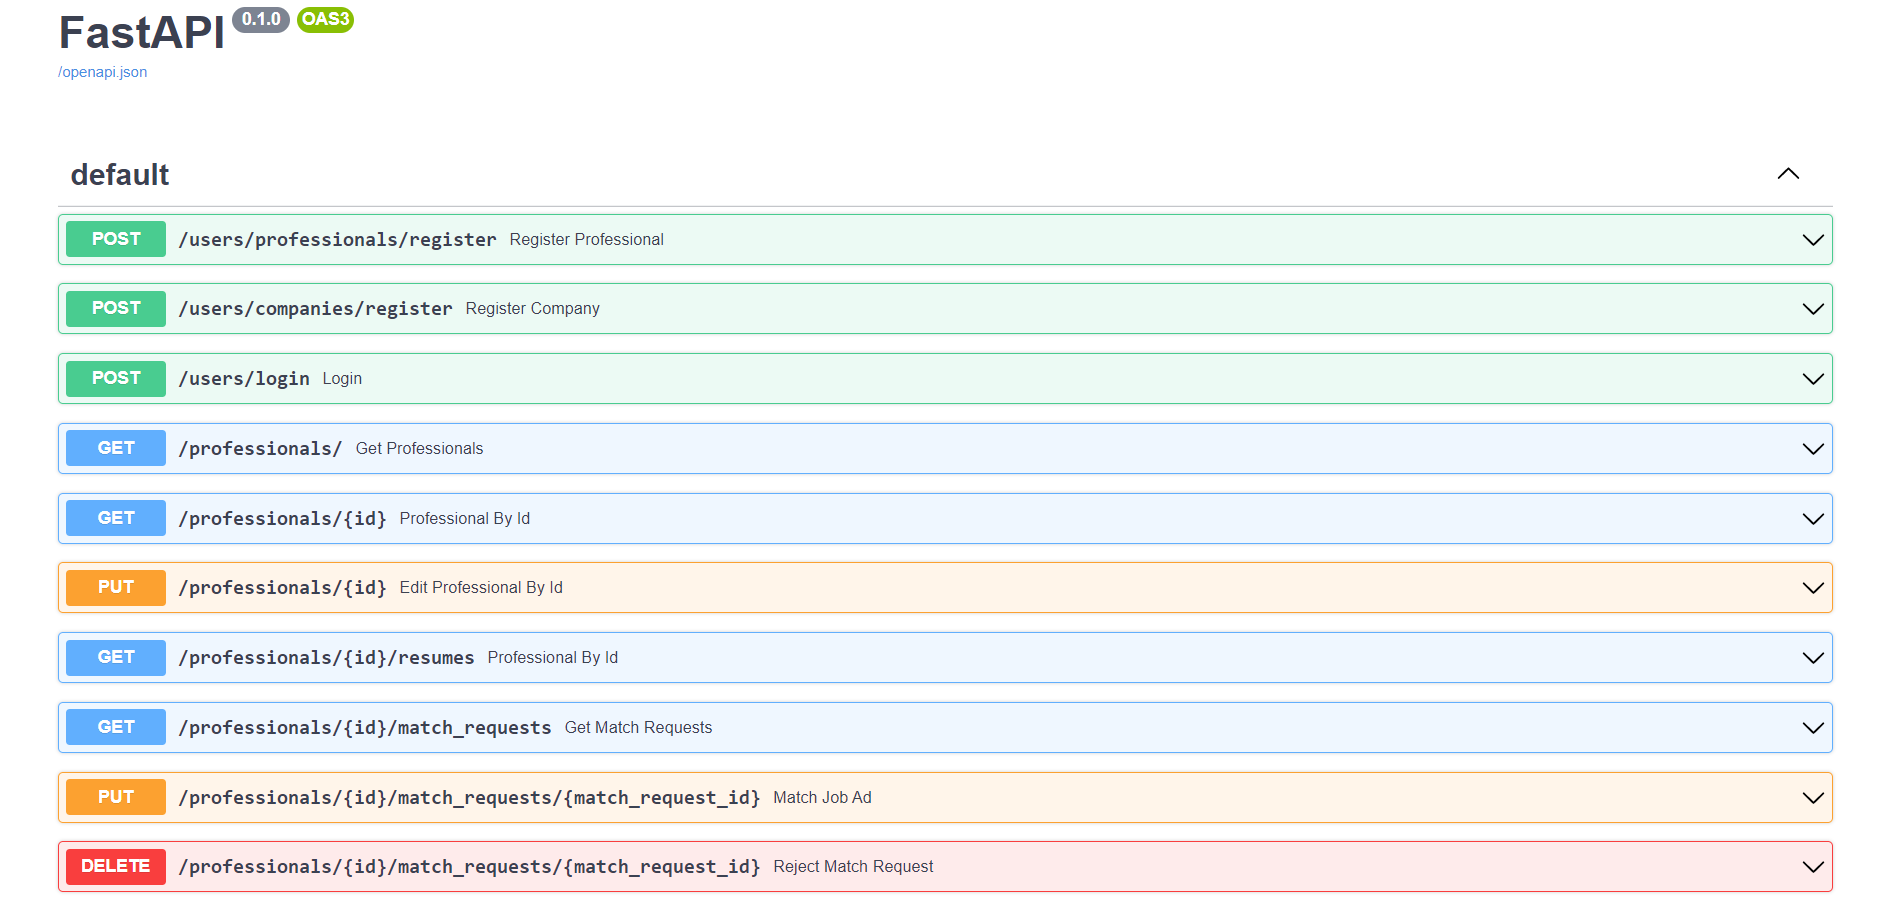 FastAPI 0.1.0 OAS3
/openapi.json
default
POST /users/professionals/register Register Professional
POST /users/companies/register Register Company
POST /users/login Login
GET /professionals/ Get Professionals
GET /professionals/{id} Professional By Id
PUT /professionals/{id} Edit Professional By Id
GET /professionals/{id}/resumes Professional By Id
GET /professionals/{id}/match_requests Get Match Requests
PUT /professionals/{id}/match_requests/{match_request_id} Match Job Ad
DELETE /professionals/{id}/match_requests/{match_request_id} Reject Match Request